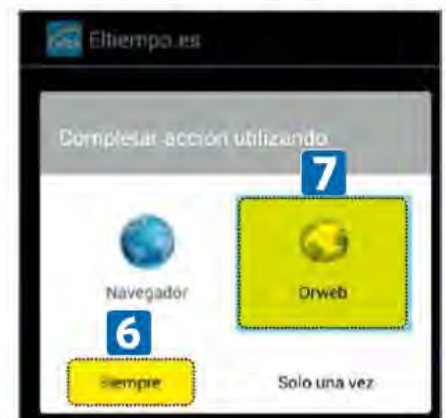 Eltiempo.es
Completar acción utilizando
7
Navegador
Orweb
6
Siempre
Solo una vez